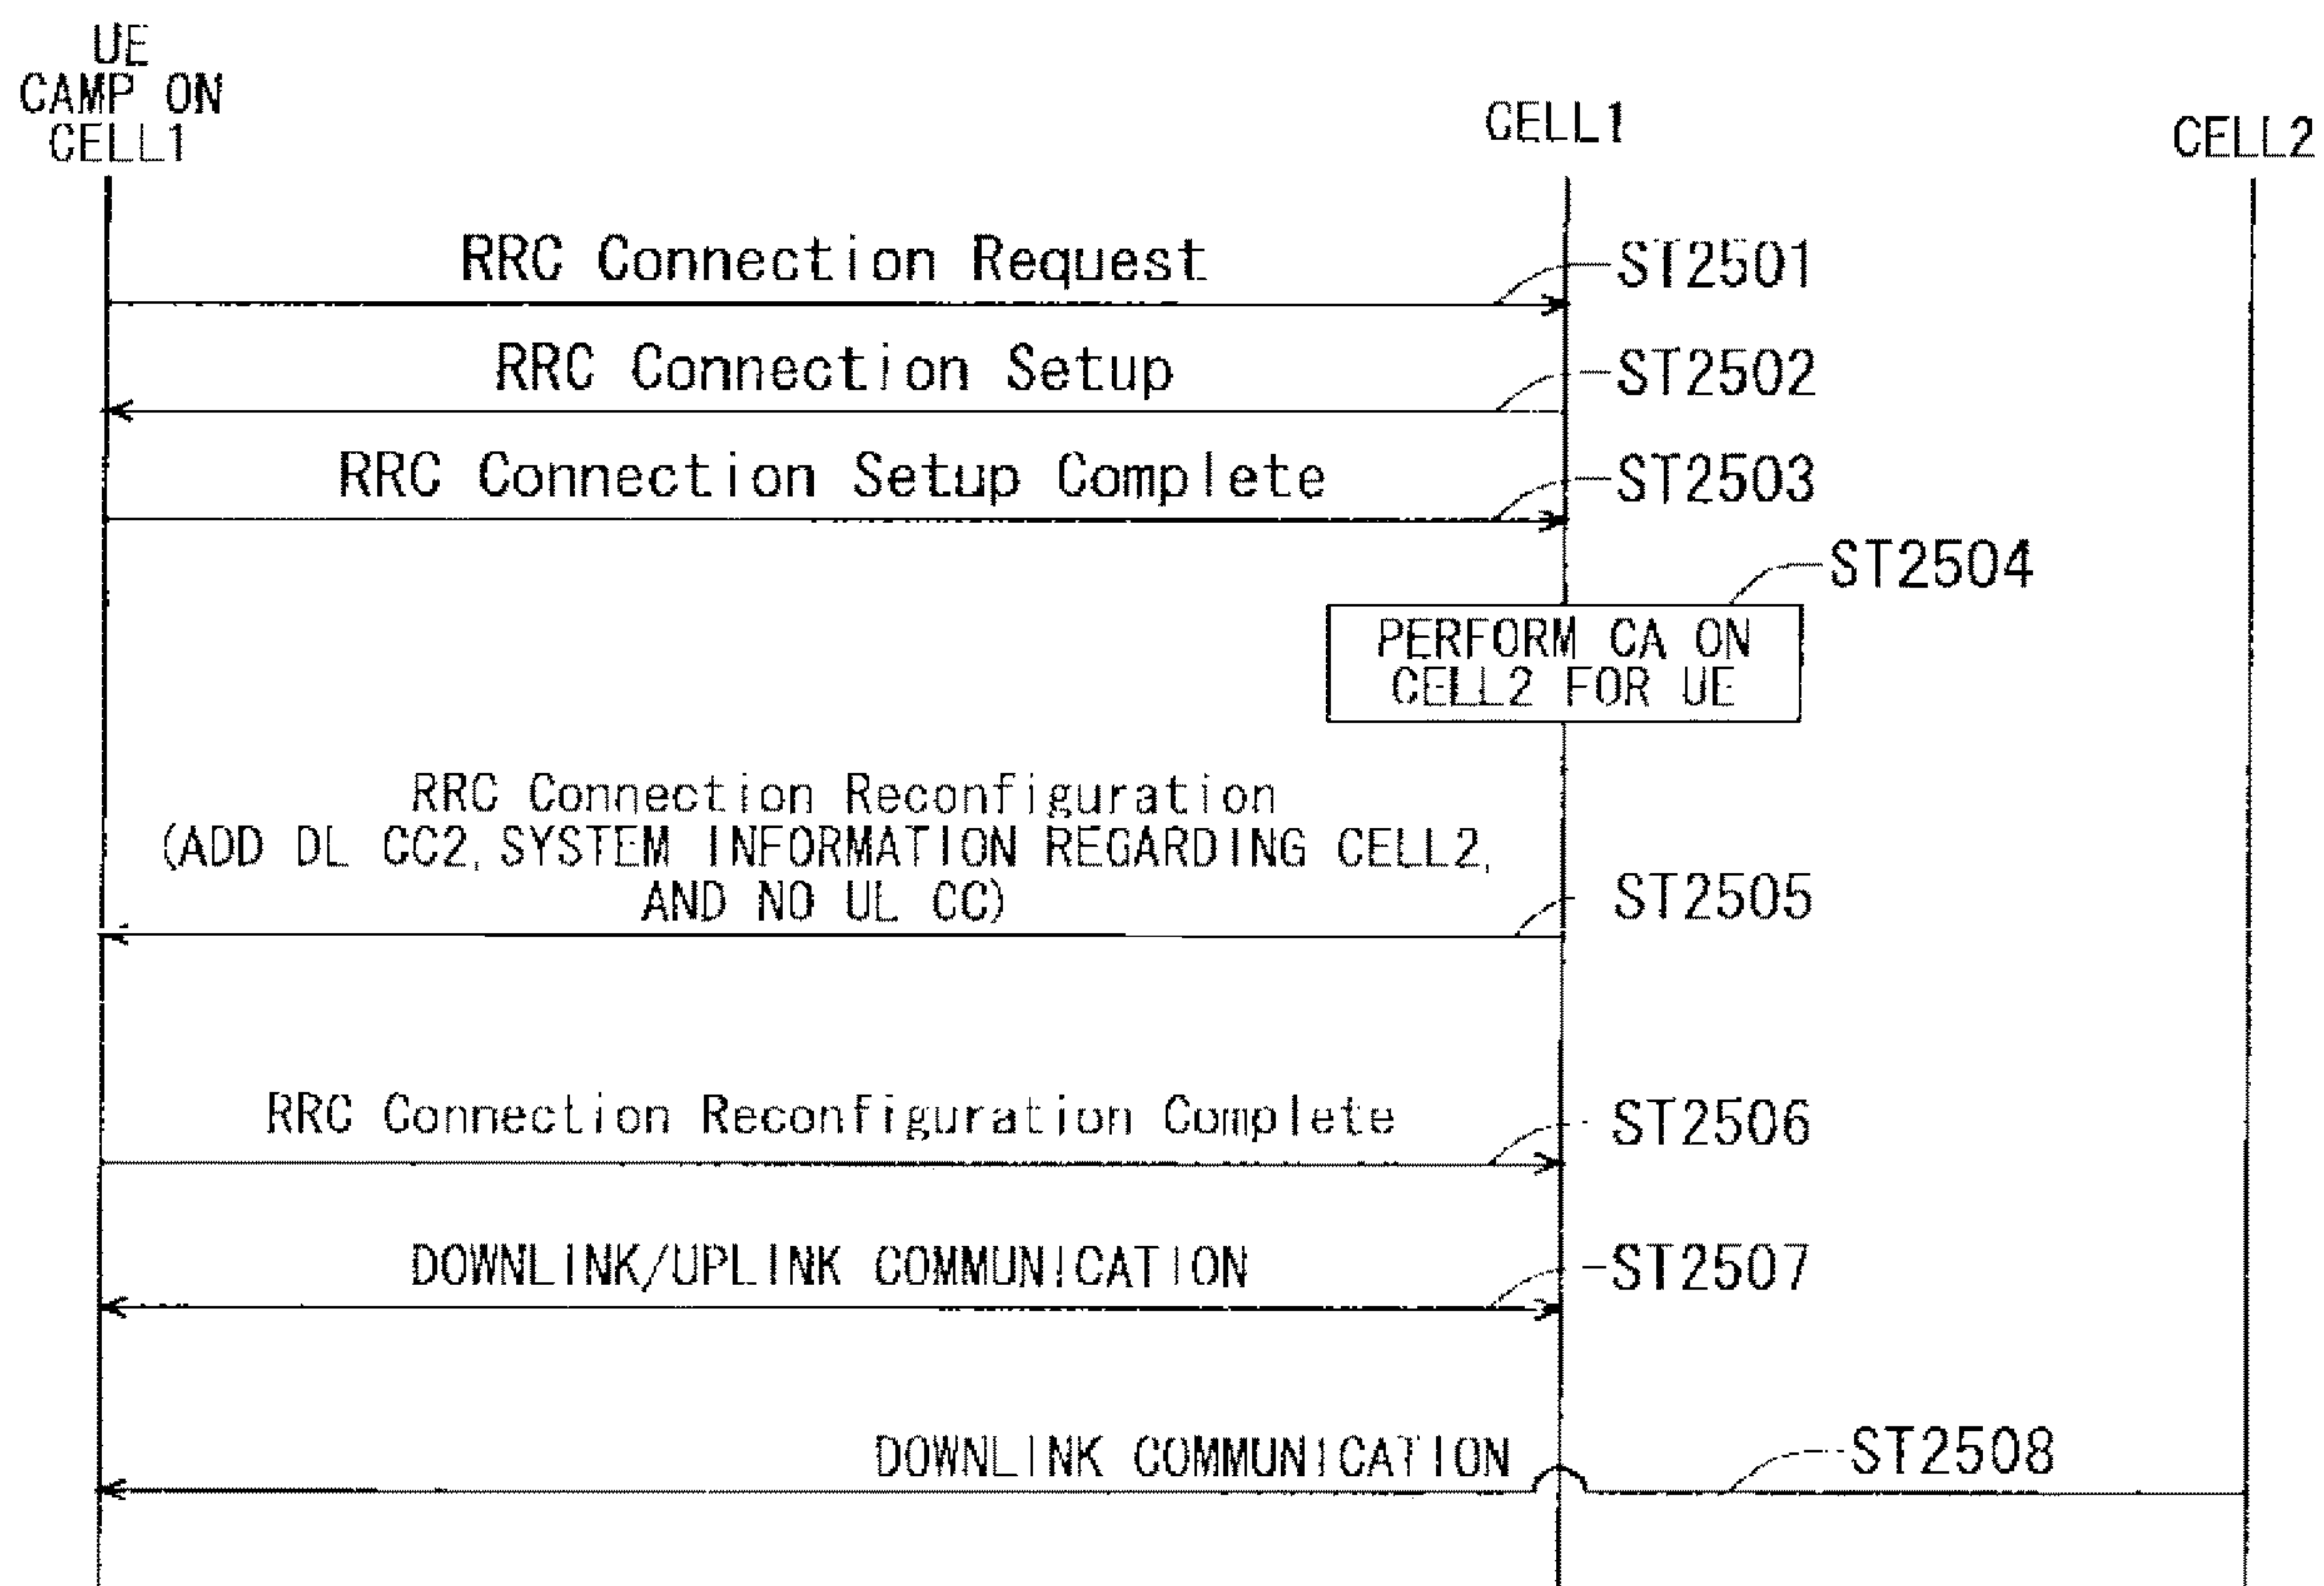 UE
CAMP ON
CELL1
CELL1
CELL2
RRC Connection Request
ST2501
RRC Connection Setup
ST2502
RRC Connection Setup Complete
ST2503
ST2504
PERFORM CA ON
CELL2 FOR UE
RRC Connection Reconfiguration
(ADD DL CC2, SYSTEM INFORMATION REGARDING CELL2,
AND NO UL CC)
ST2505
RRC Connection Reconfiguration Complete
ST2506
DOWNLINK/UPLINK COMMUNICATION
ST2507
DOWNLINK COMMUNICATION
ST2508